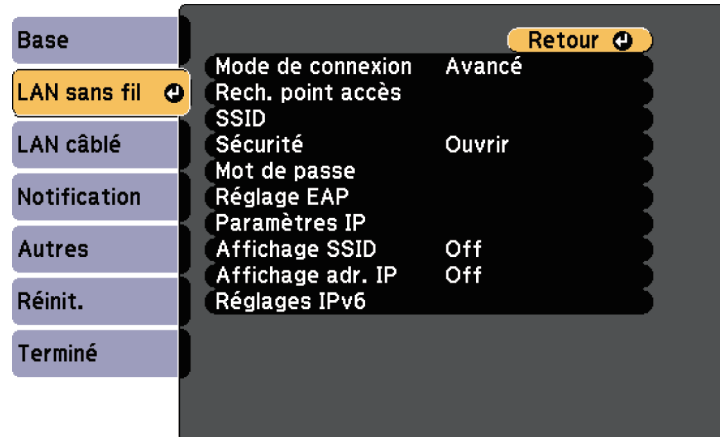 Base
LAN sans fil
LAN câblé
Notification
Autres
Réinit.
Terminé
Retour
Mode de connexion Avancé
Rech. point accès
SSID
Sécurité Ouvrir
Mot de passe
Réglage EAP
Paramètres IP
Affichage SSID Off
Affichage adr. IP Off
Réglages IPv6